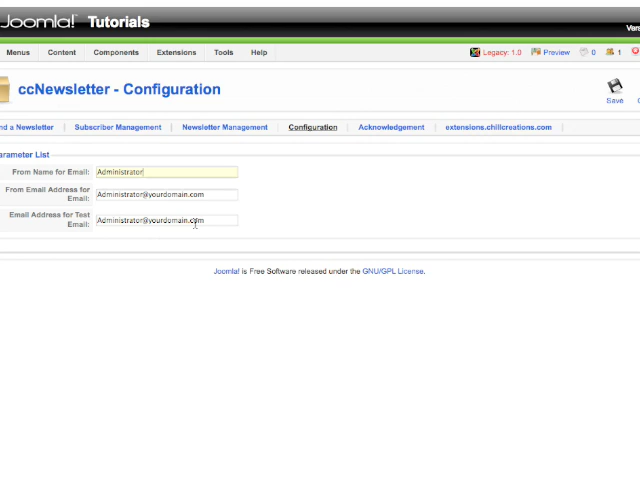 Joomla! Tutorials
Vers
Menus Content Components Extensions Tools Help Legacy: 1.0 Preview 0 1
ccNewsletter - Configuration
Save
nd a Newsletter Subscriber Management Newsletter Management Configuration Acknowledgement extensions.chillcreations.com
arameter List
From Name for Email: Administrator
From Email Address for
Email: Administrator@yourdomain.com
Email Address for Test
Email: Administrator@yourdomain.com
Joomla! is Free Software released under the GNU/GPL License.